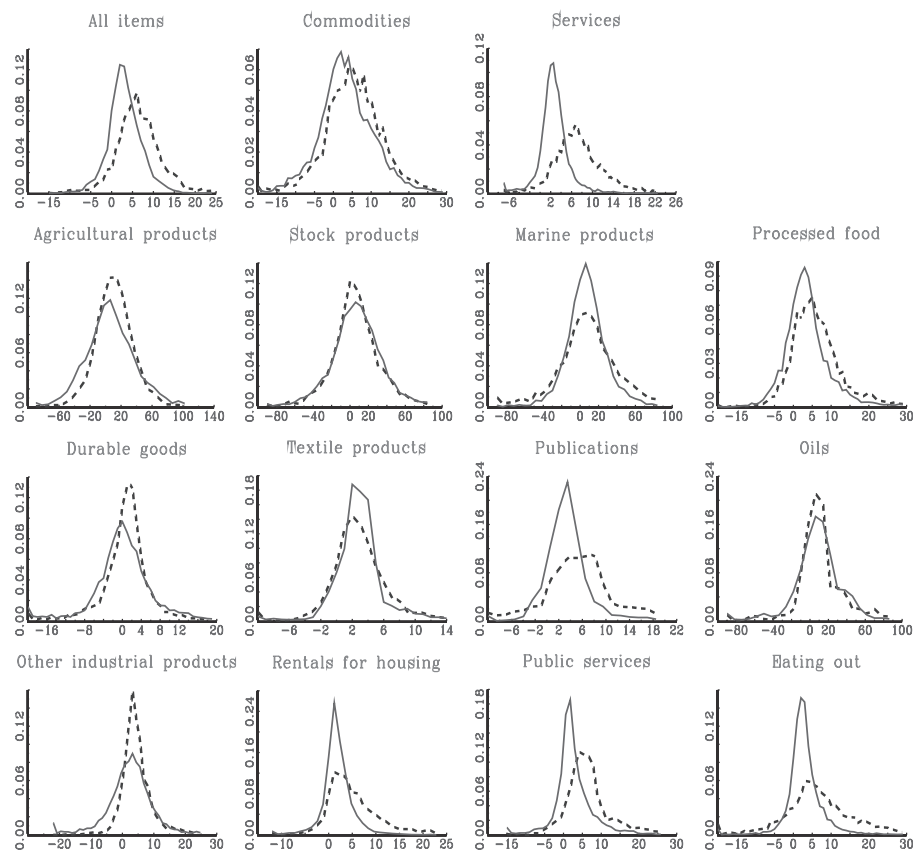 All items
0.00 0.04 0.08 0.12
-15 -5 0 5 10 15 25
Commodities
0.00 0.02 0.04 0.06
-15 -5 0 5 10 20 30
Services
0.00 0.04 0.08 0.12
-6 2 6 10 14 18 22 26
Agricultural products
0.00 0.06 0.12
-60 -20 20 60 100 140
Stock products
0.00 0.04 0.08 0.12
-80 -40 0 20 60 100
Marine products
0.00 0.04 0.08 0.12
-80 -40 0 20 60 100
Processed food
0.00 0.03 0.06 0.09
-15 -5 0 5 10 20 30
Durable goods
0.00 0.04 0.08 0.12
-16 -8 0 4 8 12 20
Textile products
0.00 0.06 0.12 0.18
-6 -2 2 6 10 14
Publications
0.00 0.08 0.16 0.24
-6 -2 2 6 10 14 18 22
Oils
0.00 0.08 0.16 0.24
-80 -40 0 20 60 100
Other industrial products
0.00 0.06 0.12
-20 -10 0 10 20 30
Rentals for housing
0.00 0.08 0.16 0.24
-10 0 5 10 15 20 25
Public services
0.00 0.06 0.12 0.18
-15 -5 0 5 10 20 30
Eating out
0.00 0.06 0.12
-15 -5 0 5 10 20 30